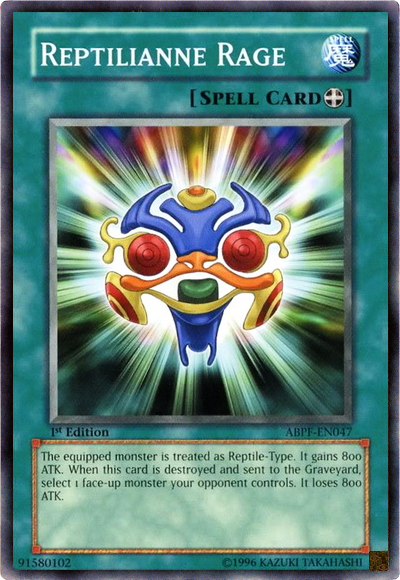 REPTILIANNE RAGE
魔
[SPELL CARD]
1st Edition
ABPF-EN047
The equipped monster is treated as Reptile-Type. It gains 800
ATK. When this card is destroyed and sent to the Graveyard,
select 1 face-up monster your opponent controls. It loses 800
ATK.
91580102
©1996 KAZUKI TAKAHASHI